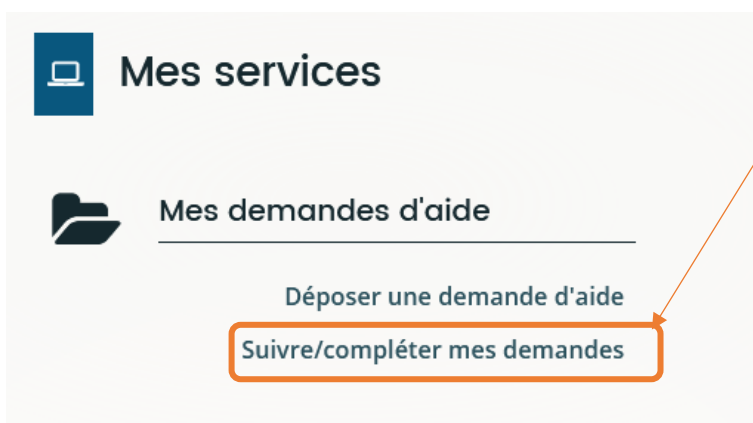 Mes services
Mes demandes d'aide
Déposer une demande d'aide
Suivre/compléter mes demandes